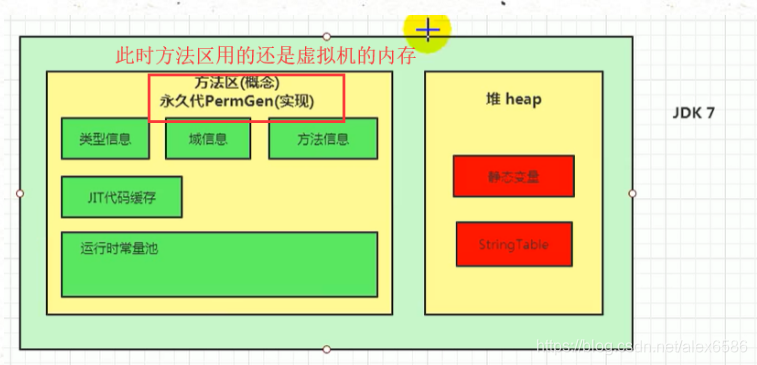 此时方法区用的还是虚拟机的内存
方法区(概念)
永久代PermGen(实现)
类型信息
域信息
方法信息
JIT代码缓存
运行时常量池
堆 heap
静态变量
StringTable
JDK 7
https://blog.csdn.net/alex6586